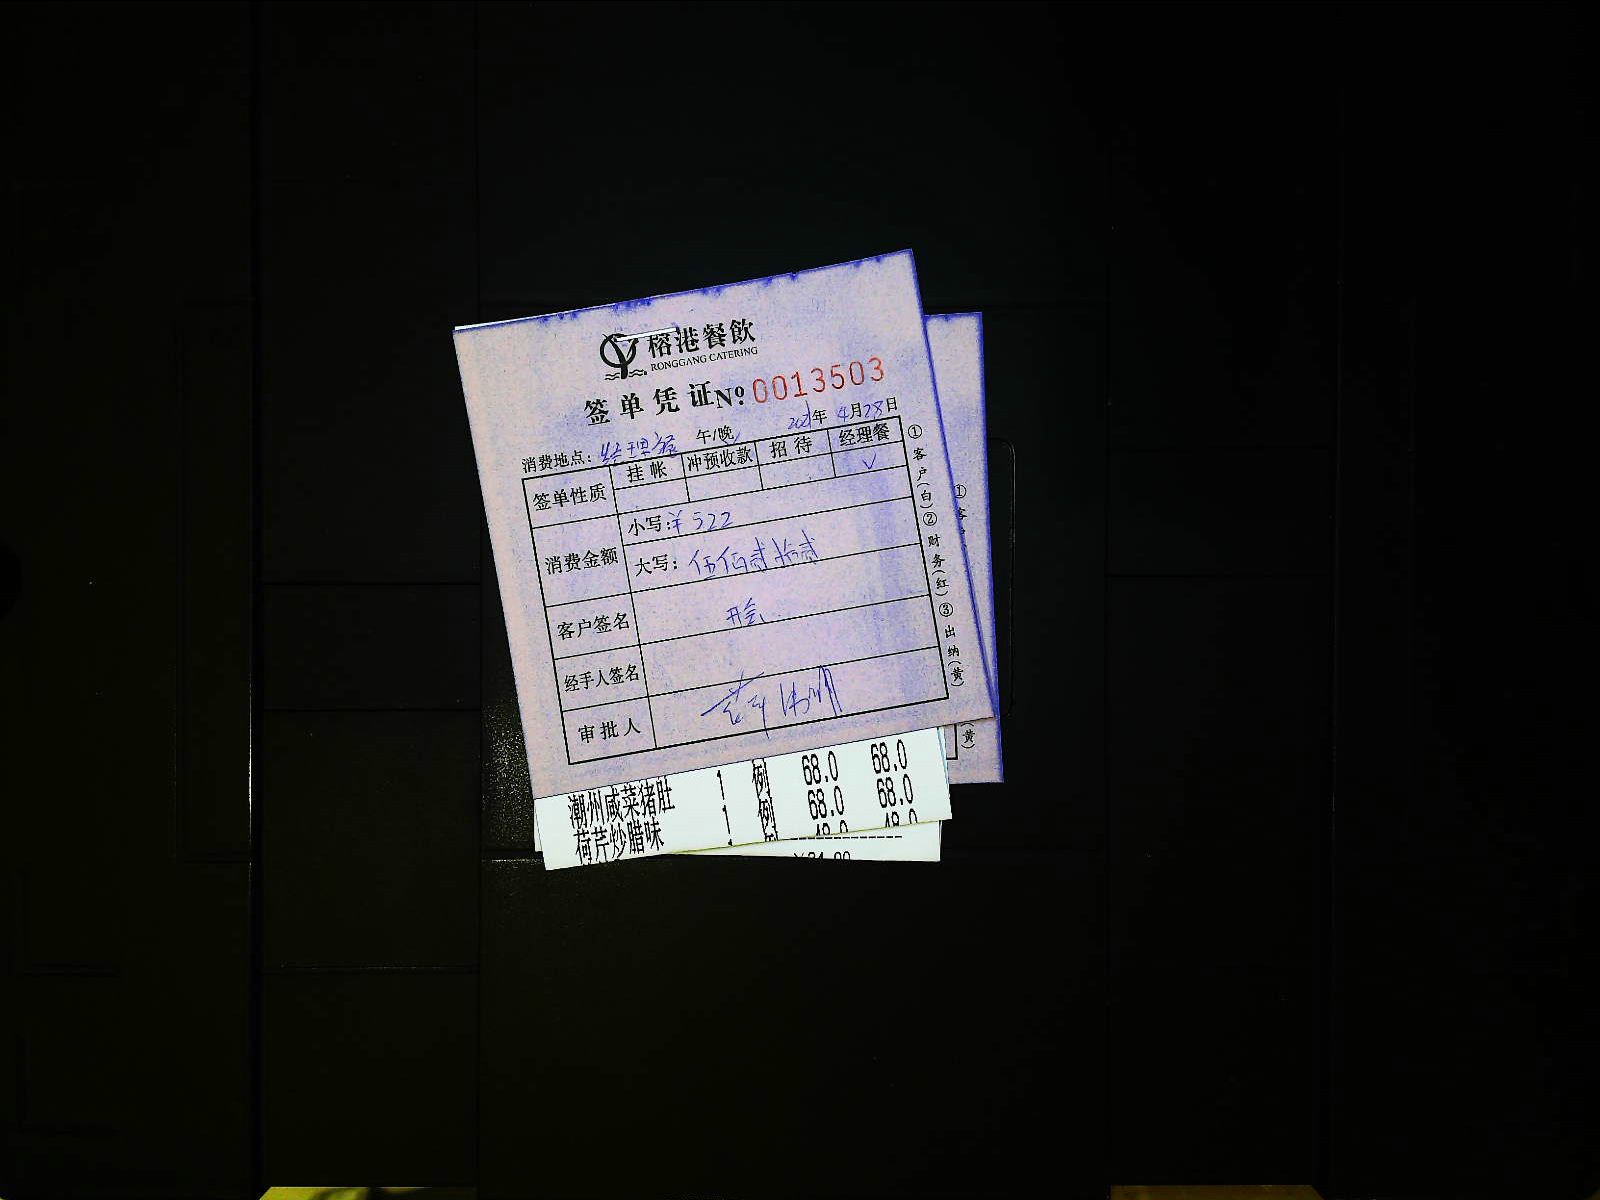 榕港餐飲
RONGGANG CATERING
签单凭证№ 0013503
2021年 4月28日
消费地点：经理餐 午/晚
签单性质 挂帐 冲预收款 招待 经理餐
√
消费金额 小写：¥522
大写：伍佰贰拾贰
客户签名
经手人签名
审批人
①客户(白)②财务(红)③出纳(黄)
(黄)
1 例 68.0 68.0
潮州咸菜猪肚 1 例 68.0 68.0
荷芹炒腊味